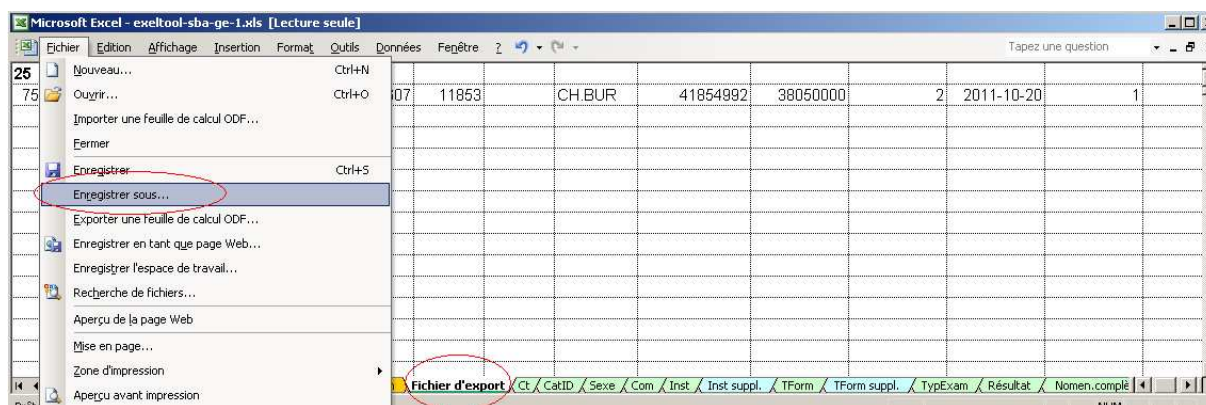 Microsoft Excel - exeltool-sba-ge-1.xls [Lecture seule]
Fichier Edition Affichage Insertion Format Outils Données Fenêtre ? Tapez une question
25
Nouveau... Ctrl+N
75 Ouvrir... Ctrl+O 307 11853 CH.BUR 41854992 38050000 2 2011-10-20 1
Importer une feuille de calcul ODF...
Fermer
Enregistrer Ctrl+S
Enregistrer sous...
Exporter une feuille de calcul ODF...
Enregistrer en tant que page Web...
Enregistrer l'espace de travail...
Recherche de fichiers...
Aperçu de la page Web
Mise en page...
Zone d'impression
Fichier d'export Ct CatID Sexe Com Inst Inst suppl. TForm TForm suppl. TypExam Résultat Nomen.complè
Aperçu avant impression